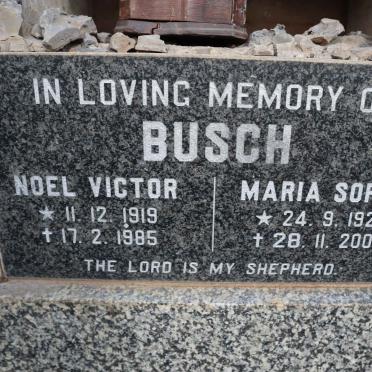 IN LOVING MEMORY O
BUSCH
NOEL VICTOR
★ 11. 12. 1919
✝ 17. 2. 1985
MARIA SOP
★ 24. 9. 192
✝ 28. 11. 200
THE LORD IS MY SHEPHERD.